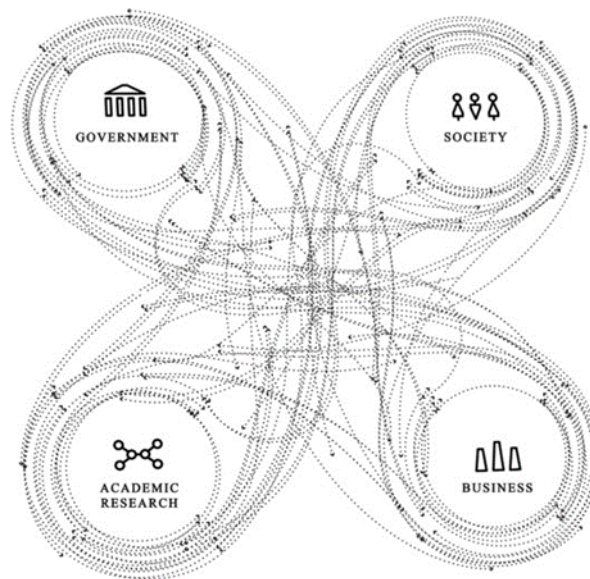 GOVERNMENT
SOCIETY
ACADEMIC
RESEARCH
BUSINESS